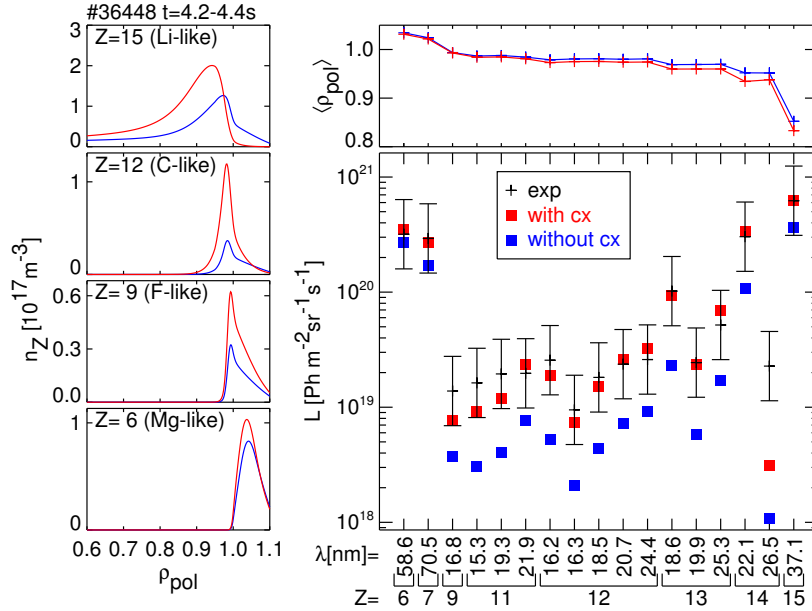 #36448 t=4.2-4.4s
Z=15 (Li-like)
3
2
1
0
Z=12 (C-like)
1
0
Z= 9 (F-like)
0.6
0.3
0.0
Z= 6 (Mg-like)
1
0
n_Z [10^17 m^-3]
0.6 0.7 0.8 0.9 1.0 1.1
ρ_pol
⟨ρ_pol⟩
1.0
0.9
0.8
L [Ph m^-2 sr^-1 s^-1]
10^21
10^20
10^19
10^18
exp
with cx
without cx
λ[nm]= 58.6 70.5 16.8 15.3 19.3 21.9 16.2 16.3 18.5 20.7 24.4 18.6 19.9 25.3 22.1 26.5 37.1
Z= 6 7 9 11 12 13 14 15